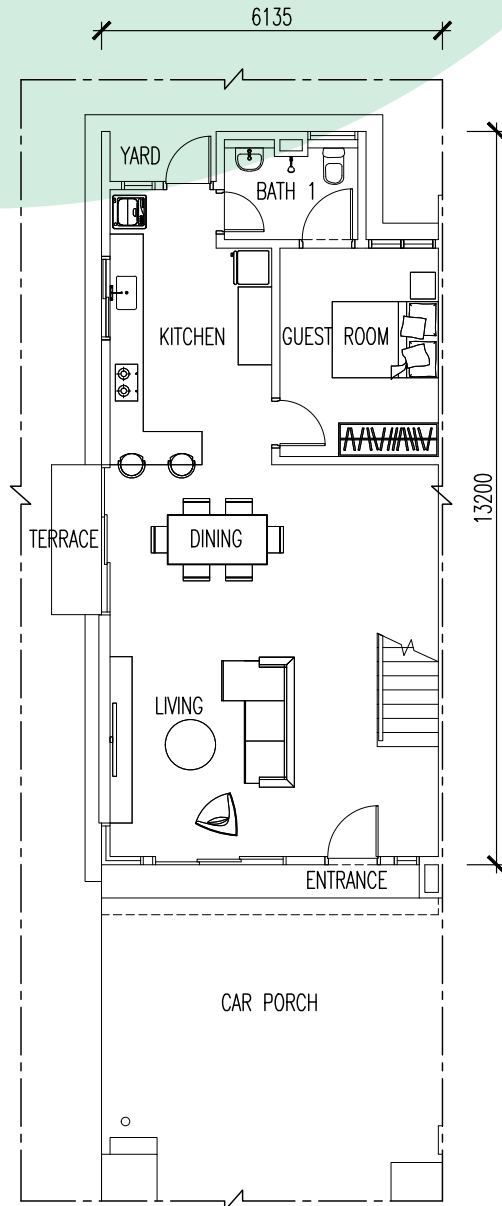 6135
YARD
BATH 1
KITCHEN
GUEST ROOM
13200
TERRACE
DINING
LIVING
ENTRANCE
CAR PORCH